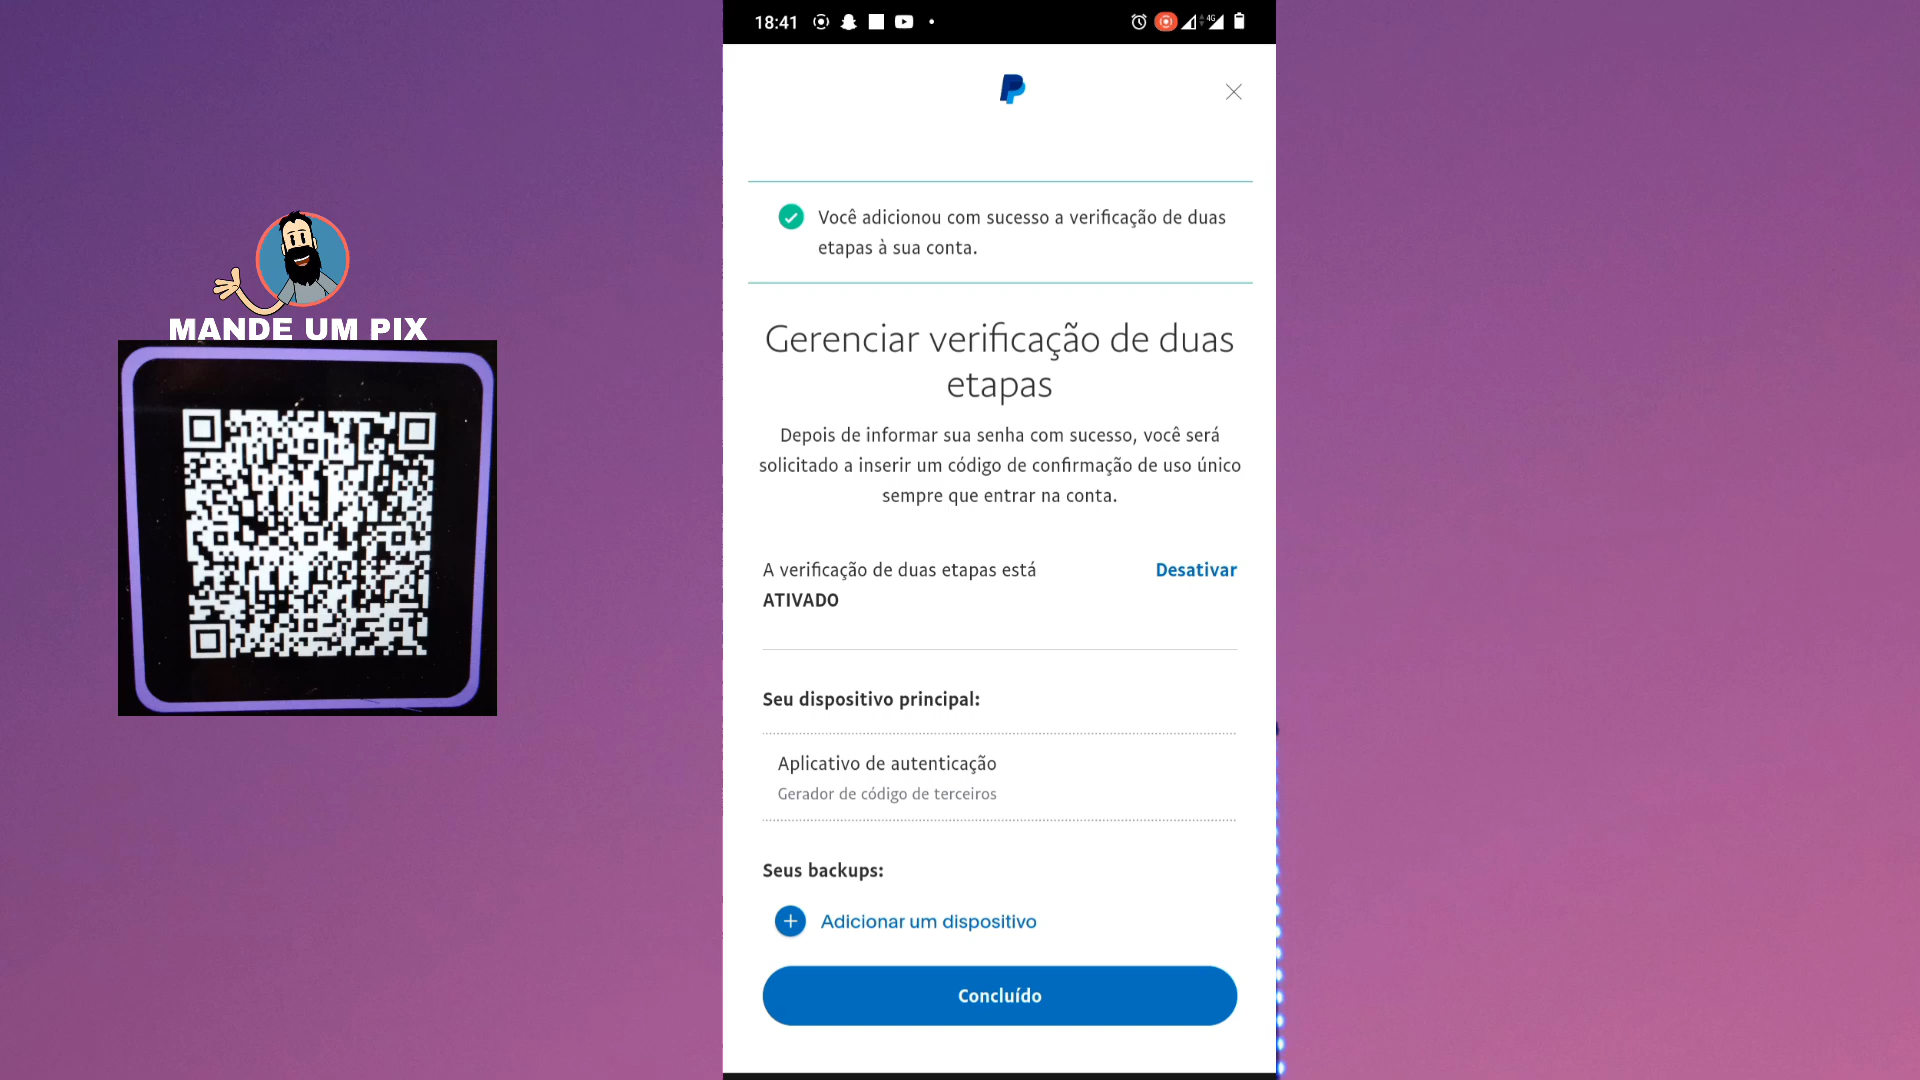 18:41
4G
Você adicionou com sucesso a verificação de duas
etapas à sua conta.
Gerenciar verificação de duas
etapas
Depois de informar sua senha com sucesso, você será
solicitado a inserir um código de confirmação de uso único
sempre que entrar na conta.
A verificação de duas etapas está
ATIVADO
Desativar
Seu dispositivo principal:
Aplicativo de autenticação
Gerador de código de terceiros
Seus backups:
Adicionar um dispositivo
Concluído
MANDE UM PIX